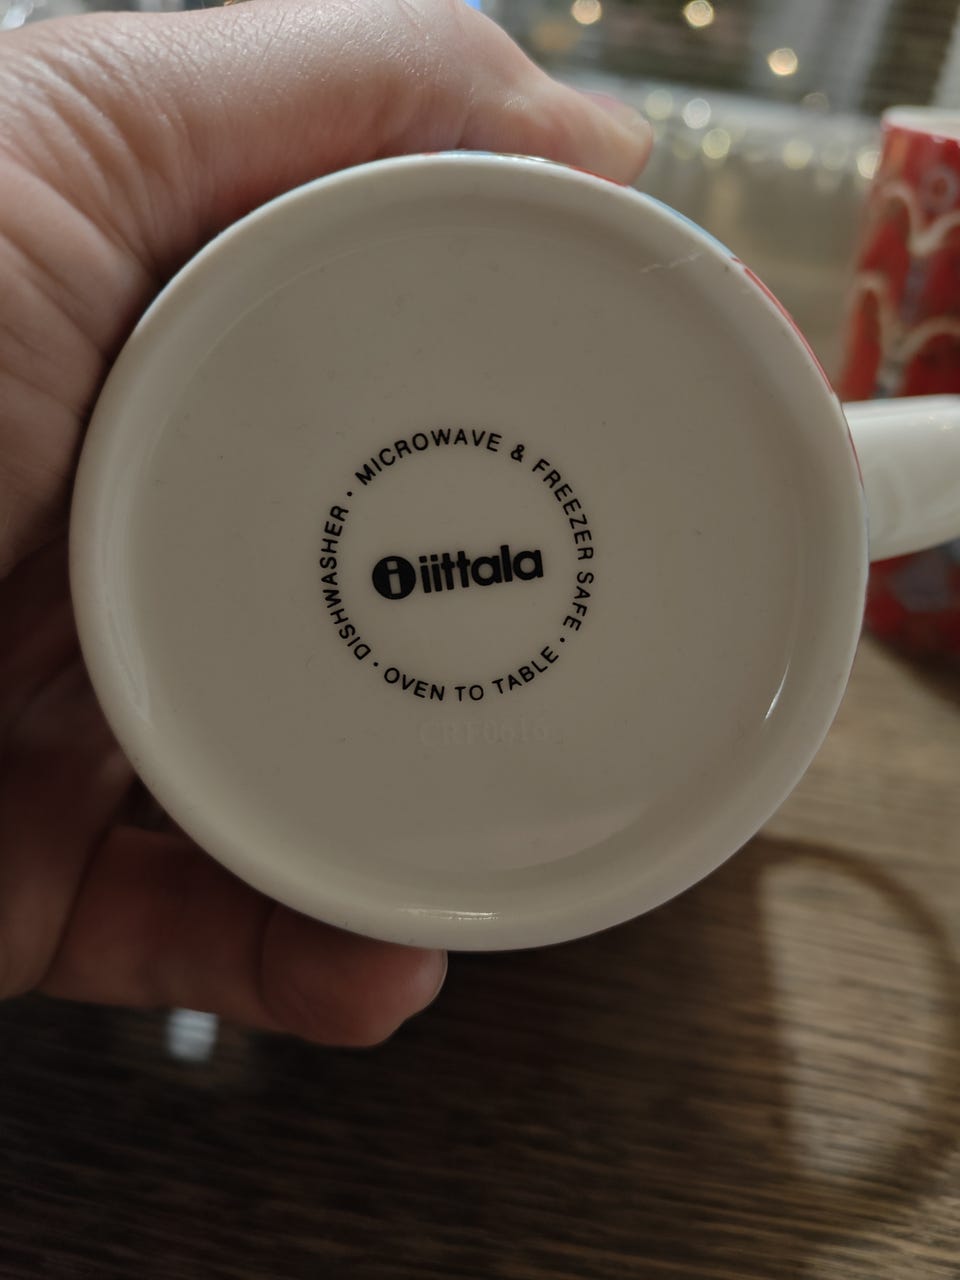 DISHWASHER · MICROWAVE & FREEZER SAFE · OVEN TO TABLE ·
i iittala